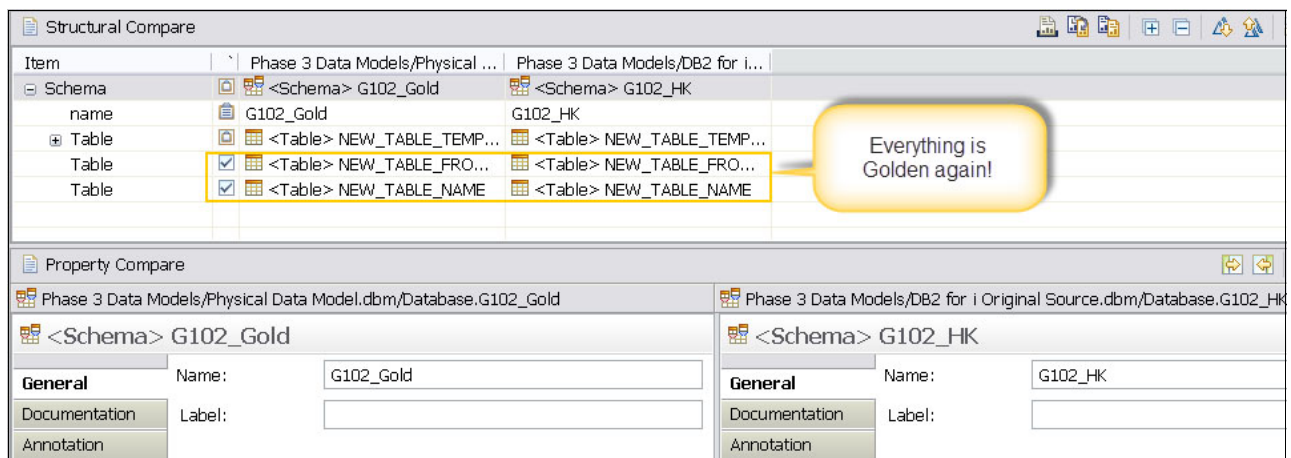 Structural Compare
Item Phase 3 Data Models/Physical ... Phase 3 Data Models/DB2 for i...
Schema <Schema> G102_Gold <Schema> G102_HK
name G102_Gold G102_HK
Table <Table> NEW_TABLE_TEMP... <Table> NEW_TABLE_TEMP...
Table <Table> NEW_TABLE_FRO... <Table> NEW_TABLE_FRO...
Table <Table> NEW_TABLE_NAME <Table> NEW_TABLE_NAME
Everything is
Golden again!
Property Compare
Phase 3 Data Models/Physical Data Model.dbm/Database.G102_Gold Phase 3 Data Models/DB2 for i Original Source.dbm/Database.G102_HK
<Schema> G102_Gold <Schema> G102_HK
General Name: G102_Gold General Name: G102_HK
Documentation Label: Documentation Label:
Annotation Annotation